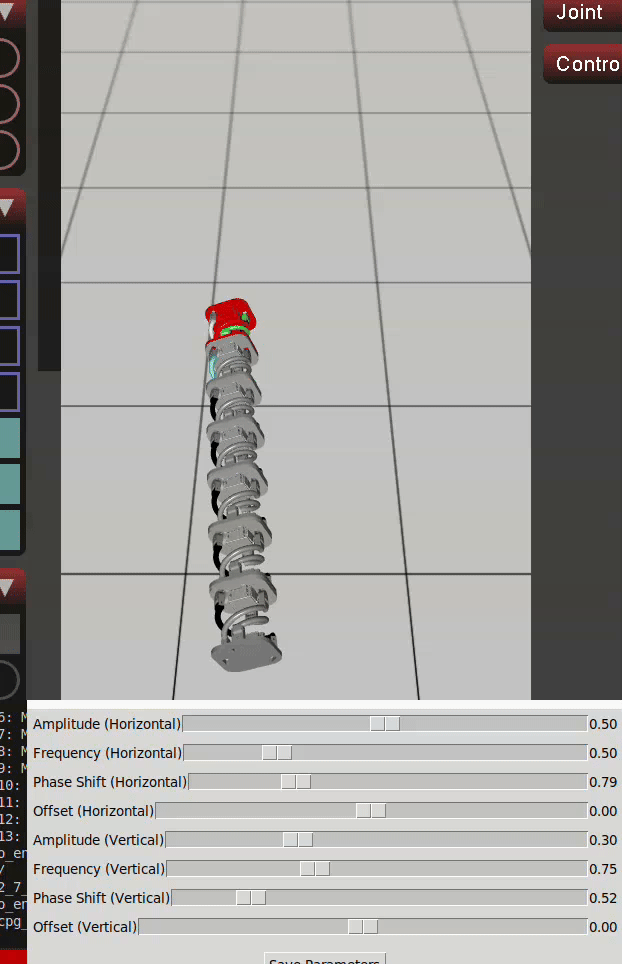 Joint
Contro
Amplitude (Horizontal) 0.50
Frequency (Horizontal) 0.50
Phase Shift (Horizontal) 0.79
Offset (Horizontal) 0.00
Amplitude (Vertical) 0.30
Frequency (Vertical) 0.75
Phase Shift (Vertical) 0.52
Offset (Vertical) 0.00
6: M
7: M
8: M
9: M
10:
11:
12:
13:
o_en
/
2_7_
o_en
cpg_
Save Parameters